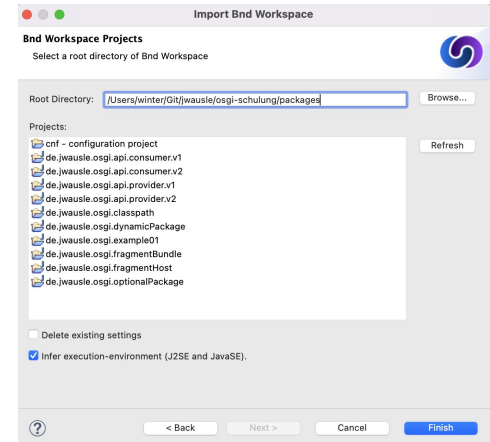 Import Bnd Workspace
Bnd Workspace Projects
Select a root directory of Bnd Workspace
Root Directory: /Users/winter/Git/jwausle/osgi-schulung/packages Browse...
Projects:
Refresh
cnf - configuration project
de.jwausle.osgi.api.consumer.v1
de.jwausle.osgi.api.consumer.v2
de.jwausle.osgi.api.provider.v1
de.jwausle.osgi.api.provider.v2
de.jwausle.osgi.classpath
de.jwausle.osgi.dynamicPackage
de.jwausle.osgi.example01
de.jwausle.osgi.fragmentBundle
de.jwausle.osgi.fragmentHost
de.jwausle.osgi.optionalPackage
Delete existing settings
Infer execution-environment (J2SE and JavaSE).
? < Back Next > Cancel Finish